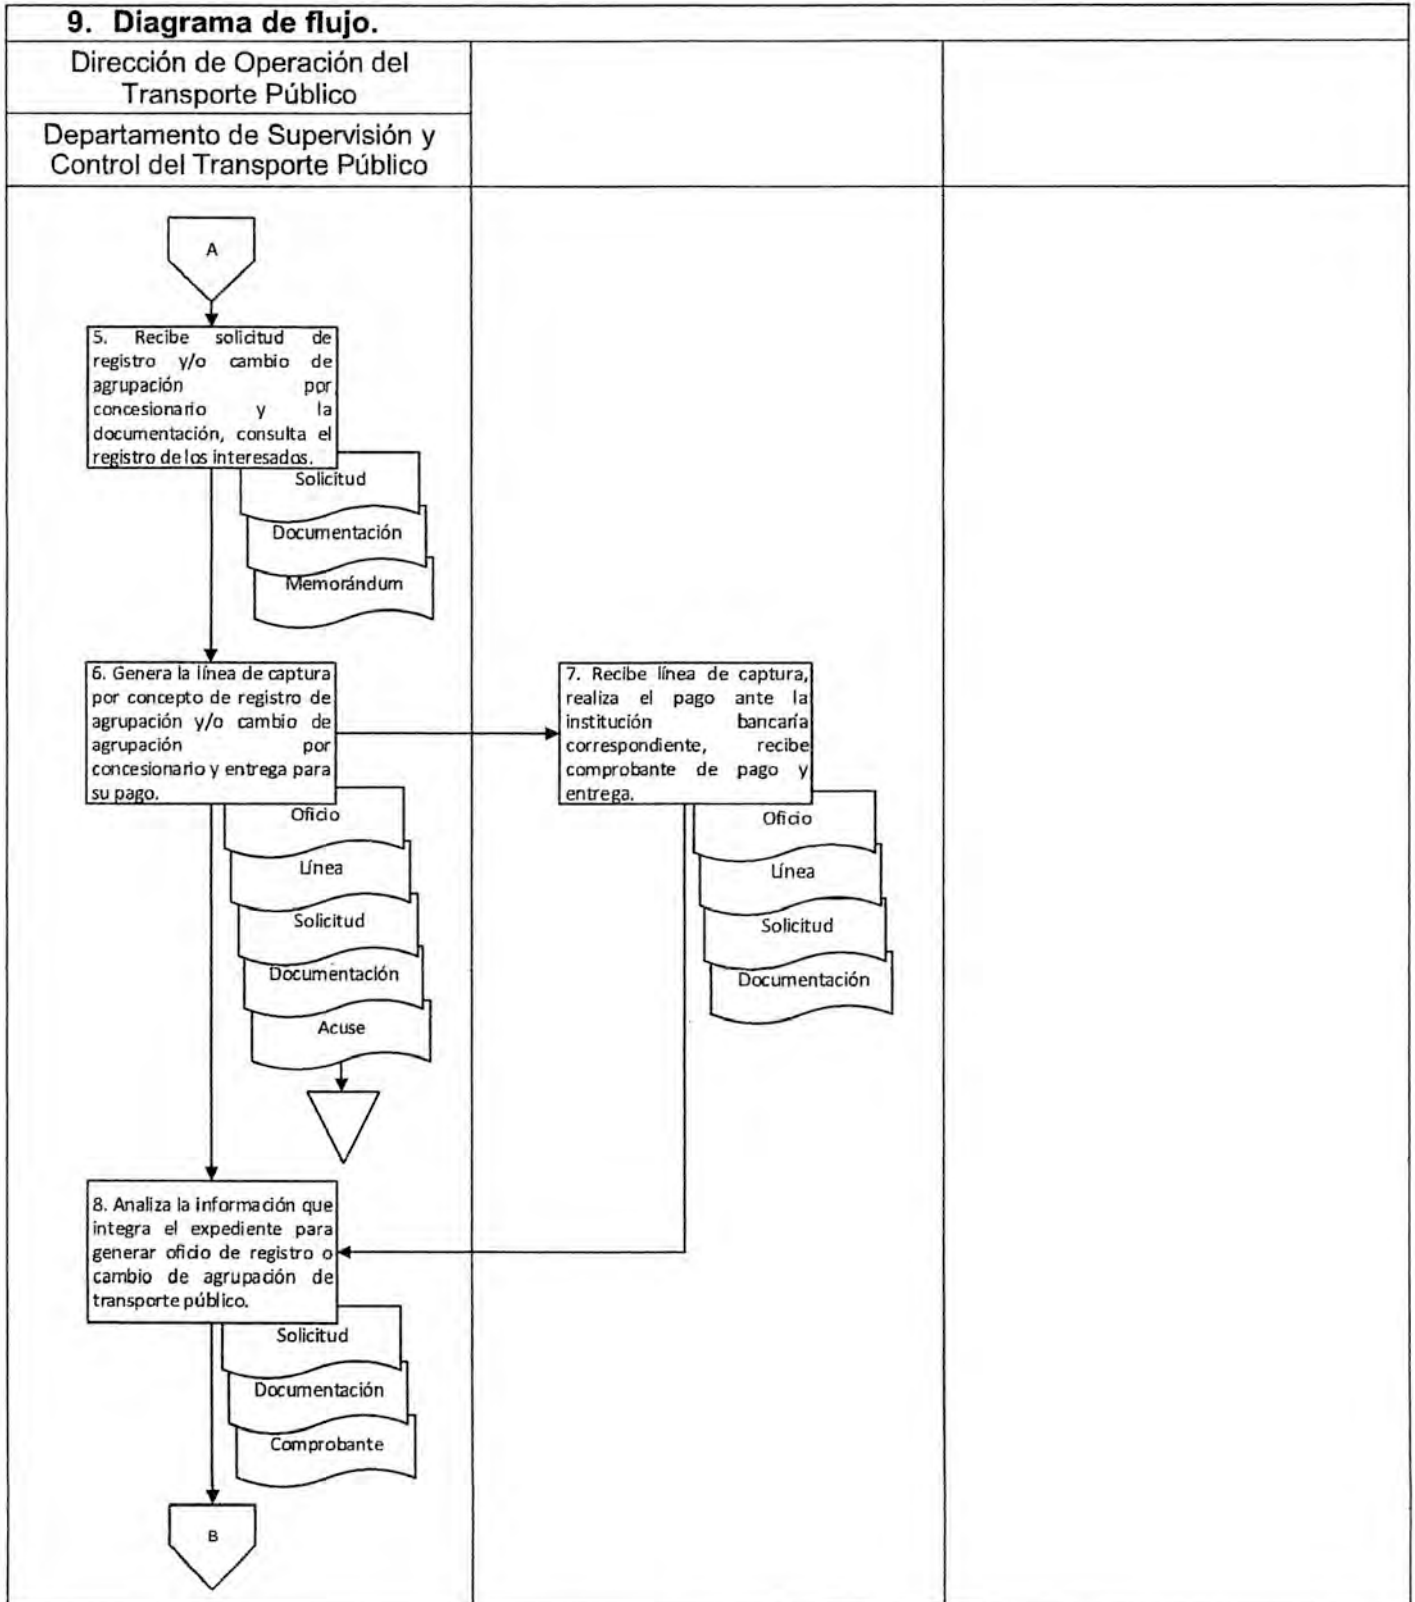 9. Diagrama de flujo.
Dirección de Operación del
Transporte Público
Departamento de Supervisión y
Control del Transporte Público
A
5. Recibe solicitud de
registro y/o cambio de
agrupación por
concesionario y la
documentación, consulta el
registro de los interesados.
Solicitud
Documentación
Memorándum
6. Genera la línea de captura
por concepto de registro de
agrupación y/o cambio de
agrupación por
concesionario y entrega para
su pago.
Oficio
Línea
Solicitud
Documentación
Acuse
7. Recibe línea de captura,
realiza el pago ante la
institución bancaría
correspondiente, recibe
comprobante de pago y
entrega.
Oficio
Línea
Solicitud
Documentación
8. Analiza la información que
integra el expediente para
generar oficio de registro o
cambio de agrupación de
transporte público.
Solicitud
Documentación
Comprobante
B